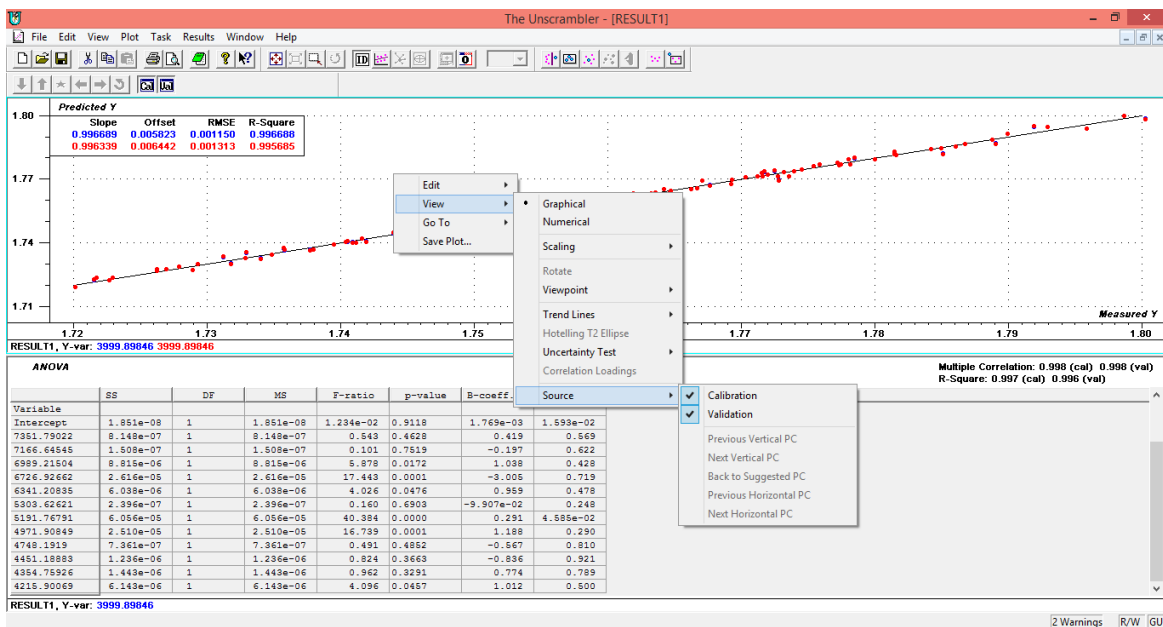 The Unscrambler - [RESULT1]
File Edit View Plot Task Results Window Help
ID
Cal Val
Predicted Y
Slope Offset RMSE R-Square
0.996689 0.005823 0.001150 0.996688
0.996339 0.006442 0.001313 0.995685
1.80
1.77
1.74
1.71
Measured Y
1.72 1.73 1.74 1.75 1.77 1.78 1.79 1.80
RESULT1, Y-var: 3999.89846 3999.89846
Edit
View
Go To
Save Plot...
Graphical
Numerical
Scaling
Rotate
Viewpoint
Trend Lines
Hotelling T2 Ellipse
Uncertainty Test
Correlation Loadings
Source
Calibration
Validation
Previous Vertical PC
Next Vertical PC
Back to Suggested PC
Previous Horizontal PC
Next Horizontal PC
ANOVA
Multiple Correlation: 0.998 (cal) 0.998 (val)
R-Square: 0.997 (cal) 0.996 (val)
SS DF MS F-ratio p-value B-coeff.
Variable
Intercept 1.851e-08 1 1.851e-08 1.234e-02 0.9118 1.769e-03 1.593e-02
7351.79022 8.148e-07 1 8.148e-07 0.543 0.4628 0.419 0.569
7166.64545 1.508e-07 1 1.508e-07 0.101 0.7519 -0.197 0.622
6989.21504 8.815e-06 1 8.815e-06 5.878 0.0172 1.038 0.428
6726.92662 2.616e-05 1 2.616e-05 17.443 0.0001 -3.005 0.719
6341.20835 6.038e-06 1 6.038e-06 4.026 0.0476 0.959 0.478
5303.62621 2.396e-07 1 2.396e-07 0.160 0.6903 -9.907e-02 0.248
5191.76791 6.056e-05 1 6.056e-05 40.384 0.0000 0.291 4.585e-02
4971.90849 2.510e-05 1 2.510e-05 16.739 0.0001 1.188 0.290
4748.1919 7.361e-07 1 7.361e-07 0.491 0.4852 -0.567 0.810
4451.18883 1.236e-06 1 1.236e-06 0.824 0.3663 -0.836 0.921
4354.75926 1.443e-06 1 1.443e-06 0.962 0.3291 0.774 0.789
4215.90069 6.143e-06 1 6.143e-06 4.096 0.0457 1.012 0.500
RESULT1, Y-var: 3999.89846
2 Warnings R/W GU